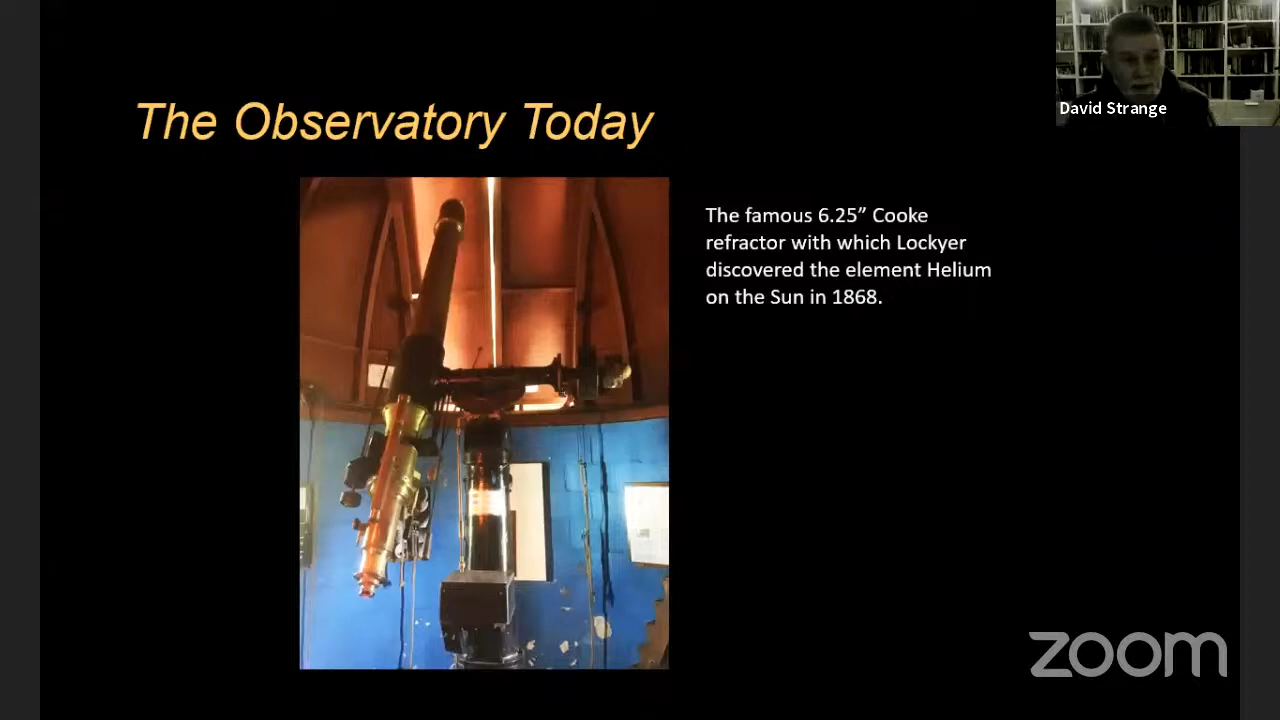 David Strange
The Observatory Today
The famous 6.25” Cooke
refractor with which Lockyer
discovered the element Helium
on the Sun in 1868.
zoom